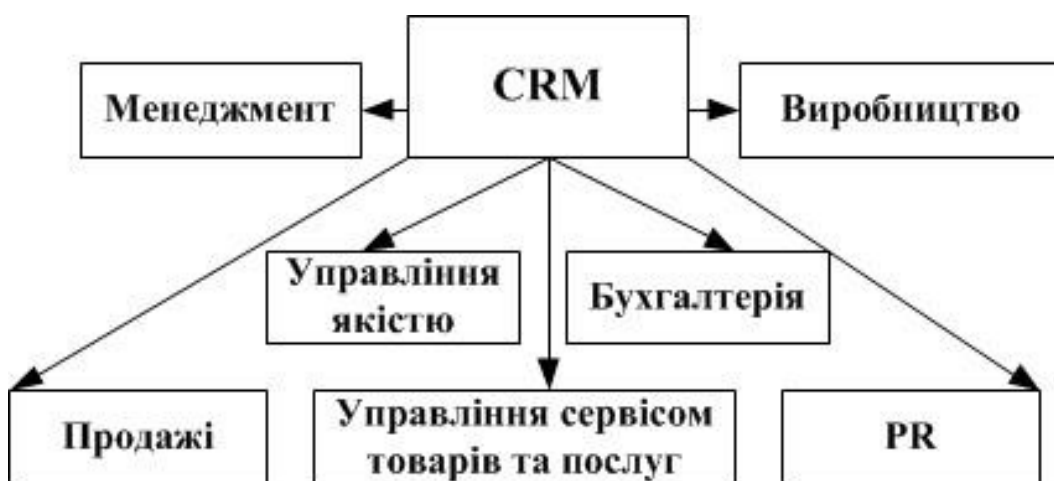 CRM
Менеджмент
Виробництво
Управління
якістю
Бухгалтерія
Продажі
Управління сервісом
товарів та послуг
PR